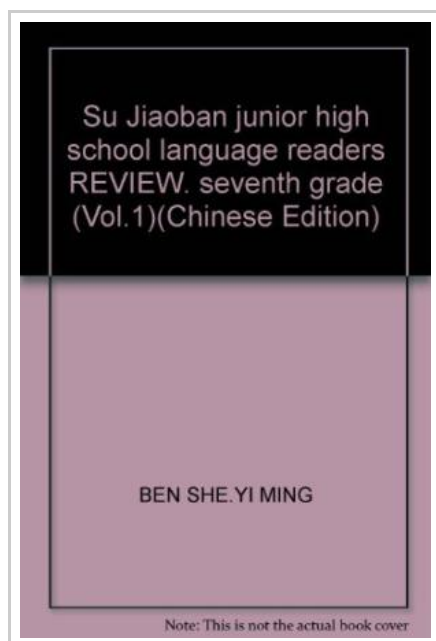 Su Jiaoban junior high
school language readers
REVIEW. seventh grade
(Vol.1)(Chinese Edition)
BEN SHE.YI MING
Note: This is not the actual book cover